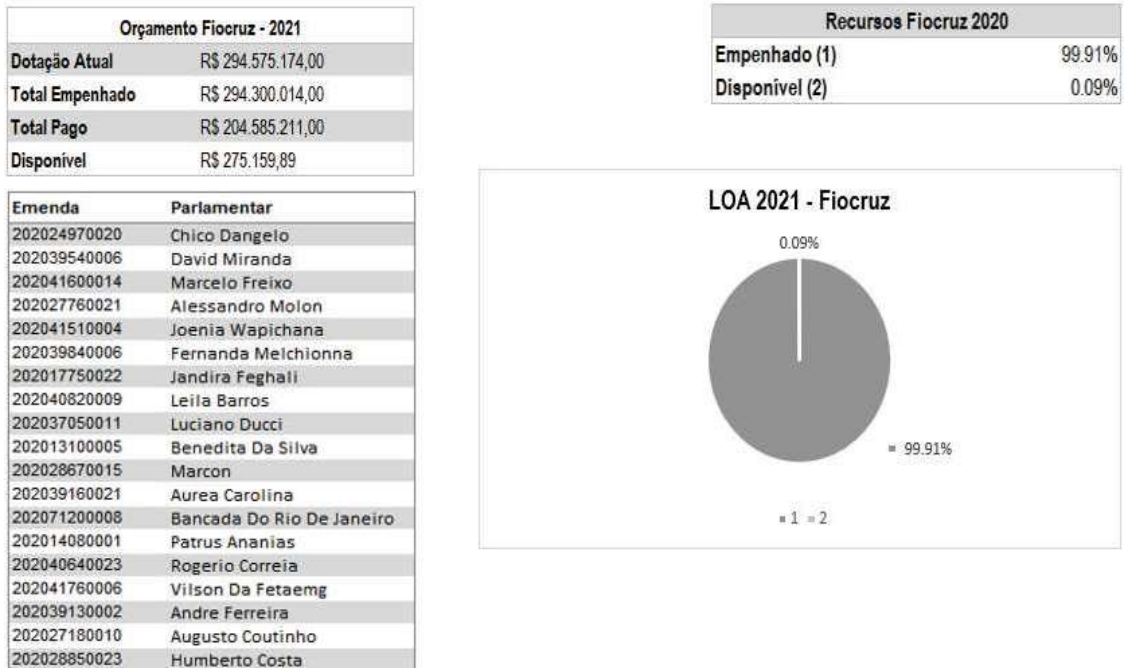 Orçamento Fiocruz - 2021
Dotação Atual R$ 294.575.174,00
Total Empenhado R$ 294.300.014,00
Total Pago R$ 204.585.211,00
Disponível R$ 275.159,89
Recursos Fiocruz 2020
Empenhado (1) 99.91%
Disponível (2) 0.09%
Emenda Parlamentar
202024970020 Chico Dangelo
202039540006 David Miranda
202041600014 Marcelo Freixo
202027760021 Alessandro Molon
202041510004 Joenia Wapichana
202039840006 Fernanda Melchionna
202017750022 Jandira Feghali
202040820009 Leila Barros
202037050011 Luciano Ducci
202013100005 Benedita Da Silva
202028670015 Marcon
202039160021 Aurea Carolina
202071200008 Bancada Do Rio De Janeiro
202014080001 Patrus Ananias
202040640023 Rogerio Correia
202041760006 Vilson Da Fetaemg
202039130002 Andre Ferreira
202027180010 Augusto Coutinho
202028850023 Humberto Costa
LOA 2021 - Fiocruz
0.09%
99.91%
1 2